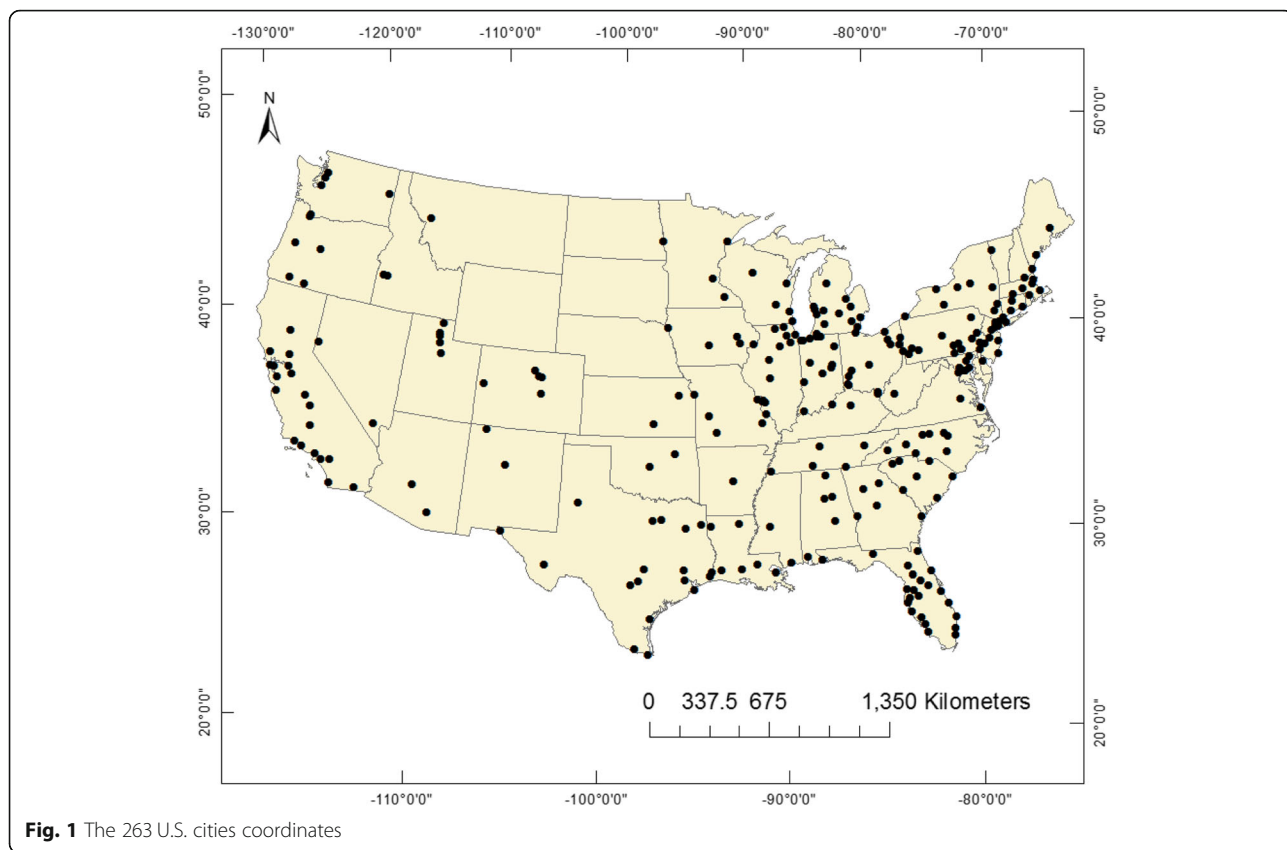 -130°0'0" -120°0'0" -110°0'0" -100°0'0" -90°0'0" -80°0'0" -70°0'0"
50°0'0" 50°0'0"
N
40°0'0" 40°0'0"
30°0'0" 30°0'0"
0 337.5 675 1,350 Kilometers
20°0'0" 20°0'0"
-110°0'0" -100°0'0" -90°0'0" -80°0'0"
Fig. 1 The 263 U.S. cities coordinates